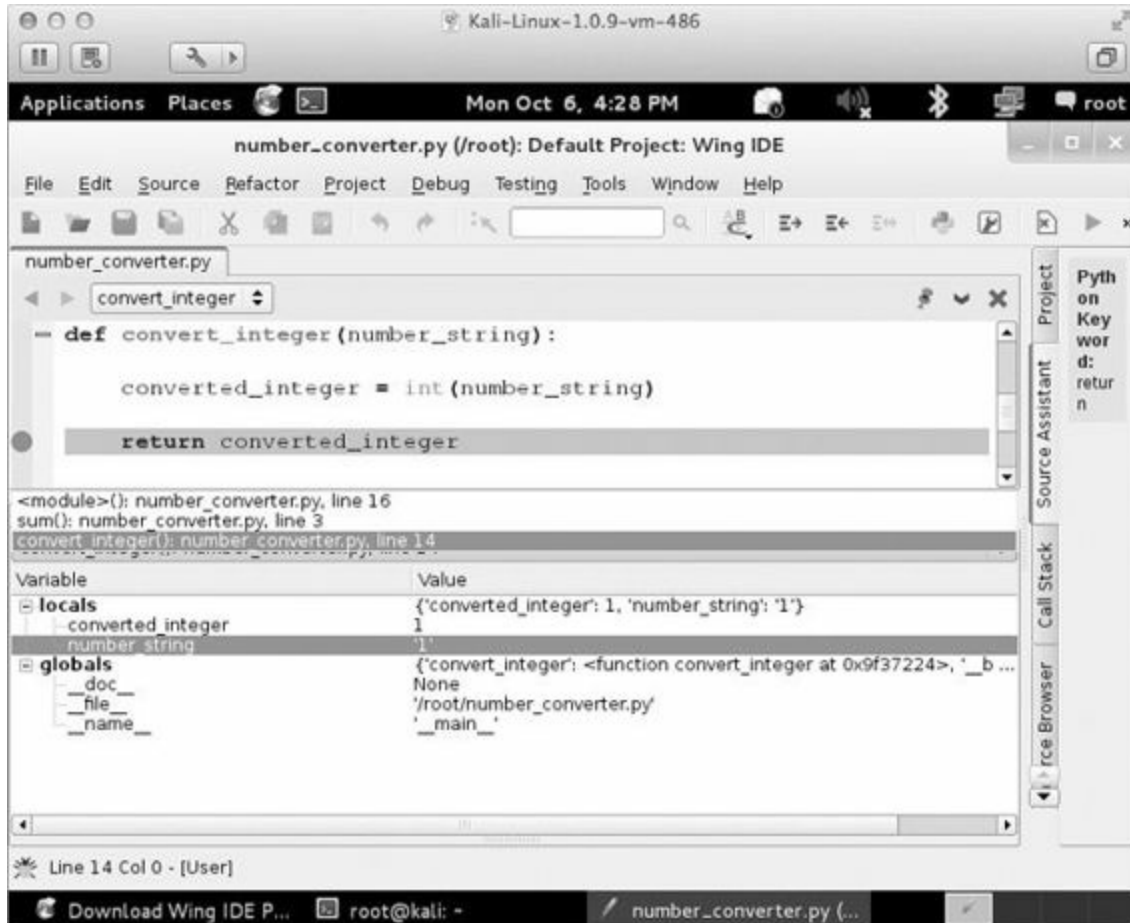 Kali-Linux-1.0.9-vm-486
Applications Places Mon Oct 6, 4:28 PM root
number_converter.py (/root): Default Project: Wing IDE
File Edit Source Refactor Project Debug Testing Tools Window Help
number_converter.py
convert_integer
def convert_integer(number_string):
converted_integer = int(number_string)
return converted_integer
<module>(): number_converter.py, line 16
sum(): number_converter.py, line 3
convert_integer(): number_converter.py, line 14
Variable Value
locals {'converted_integer': 1, 'number_string': '1'}
converted_integer 1
number_string '1'
globals {'convert_integer': <function convert_integer at 0x9f37224>, '__b ...
__doc__ None
__file__ '/root/number_converter.py'
__name__ '__main__'
Project
Source Assistant
Call Stack
rce Browser
Pyth
on
Key
wor
d:
retur
n
Line 14 Col 0 - [User]
Download Wing IDE P... root@kali: ~ number_converter.py (...